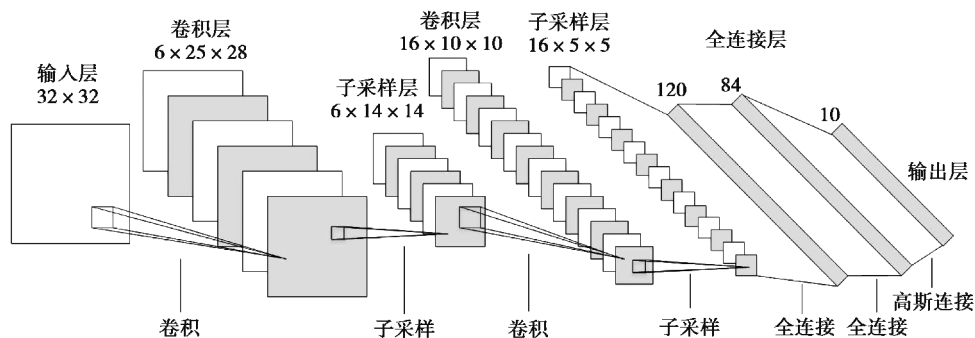 输入层
32×32
卷积层
6×25×28
子采样层
6×14×14
卷积层
16×10×10
子采样层
16×5×5
全连接层
120
84
10
输出层
卷积
子采样
卷积
子采样
全连接
全连接
高斯连接